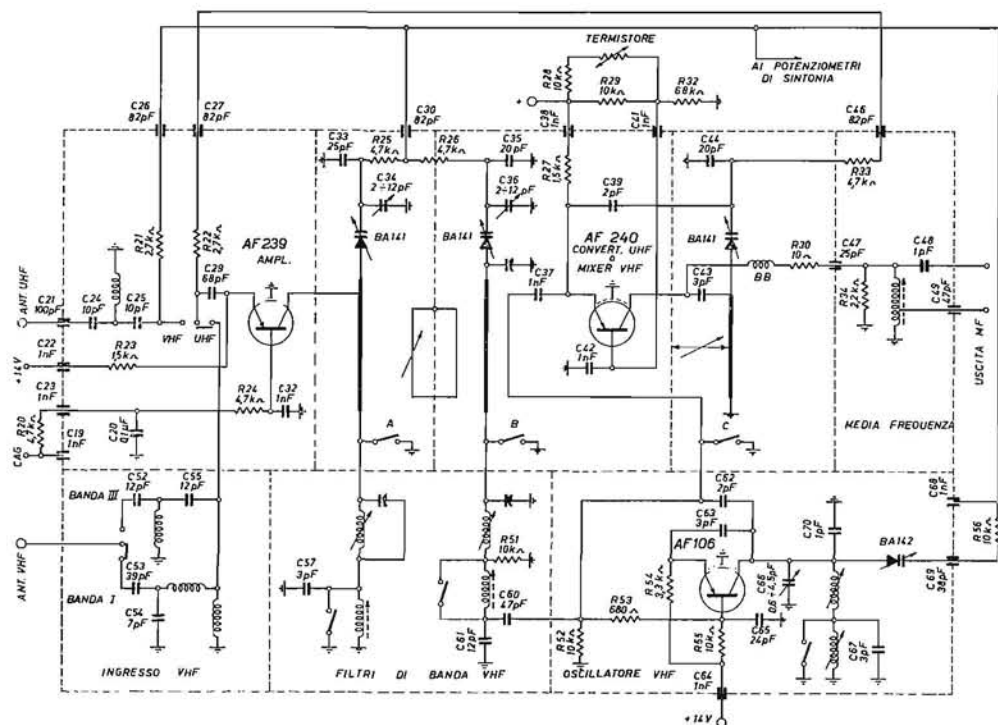 TERMISTORE
AI POTENZIOMETRI
DI SINTONIA
R28
10kΩ
R29
10kΩ
R32
68kΩ
+
C26
82pF
C27
82pF
C30
82pF
C38
1nF
C41
1nF
C46
82pF
C33
25pF
R25
4,7kΩ
R26
4,7kΩ
C35
20pF
R27
1,5kΩ
C44
20pF
R33
4,7kΩ
C34
2÷12pF
C36
2÷12pF
C39
2pF
R21
2,7kΩ
R22
2,7kΩ
AF239
AMPL.
BA141
BA141
AF 240
CONVERT. UHF
o
MIXER VHF
BA141
R30
10Ω
C47
25pF
C48
1pF
C29
68pF
C37
1nF
C43
3pF
BB
R34
2,2kΩ
C49
47pF
ANT. UHF
C21
100pF
C24
10pF
C25
10pF
VHF
UHF
USCITA MF
C22
1nF
R23
1,5kΩ
+14V
C42
1nF
C23
1nF
R24
4,7kΩ
C32
1nF
R20
4,7kΩ
C20
0,1µF
CAG
C19
1nF
A
B
C
MEDIA FREQUENZA
C52
12pF
C55
12pF
BANDA III
C62
2pF
C68
1nF
C63
3pF
C70
1pF
R56
10kΩ
R51
10kΩ
AF106
BA142
ANT. VHF
C53
39pF
C57
3pF
R54
3,3kΩ
C66
0,6÷4,5pF
C69
38pF
BANDA I
C54
7pF
C60
47pF
R53
680Ω
C61
12pF
R52
10kΩ
R55
10kΩ
C65
24pF
C67
3pF
INGRESSO VHF
FILTRI DI BANDA VHF
OSCILLATORE VHF
C64
1nF
+14V